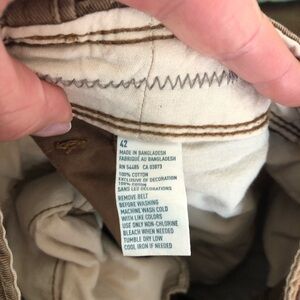 42
MADE IN BANGLADESH
FABRIQUÉ AU BANGLADESH
RN 54485 CA 03873
100% COTTON
EXCLUSIVE OF DECORATION
100% COTON
SANS LES DECORATIONS
REMOVE BELT
BEFORE WASHING
MACHINE WASH COLD
WITH LIKE COLORS
USE ONLY NON-CHLORINE
BLEACH WHEN NEEDED
TUMBLE DRY LOW
COOL IRON IF NEEDED